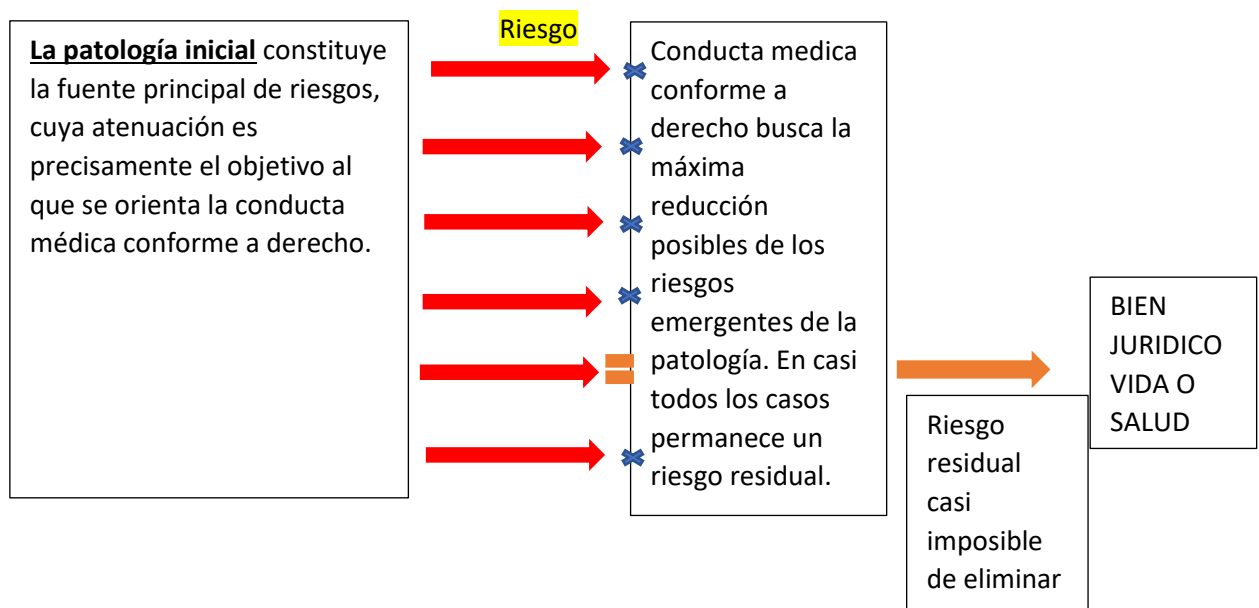 La patología inicial constituye
la fuente principal de riesgos,
cuya atenuación es
precisamente el objetivo al
que se orienta la conducta
médica conforme a derecho.
Riesgo
Conducta medica
conforme a
derecho busca la
máxima
reducción
posibles de los
riesgos
emergentes de la
patología. En casi
todos los casos
permanece un
riesgo residual.
Riesgo
residual
casi
imposible
de eliminar
BIEN
JURIDICO
VIDA O
SALUD